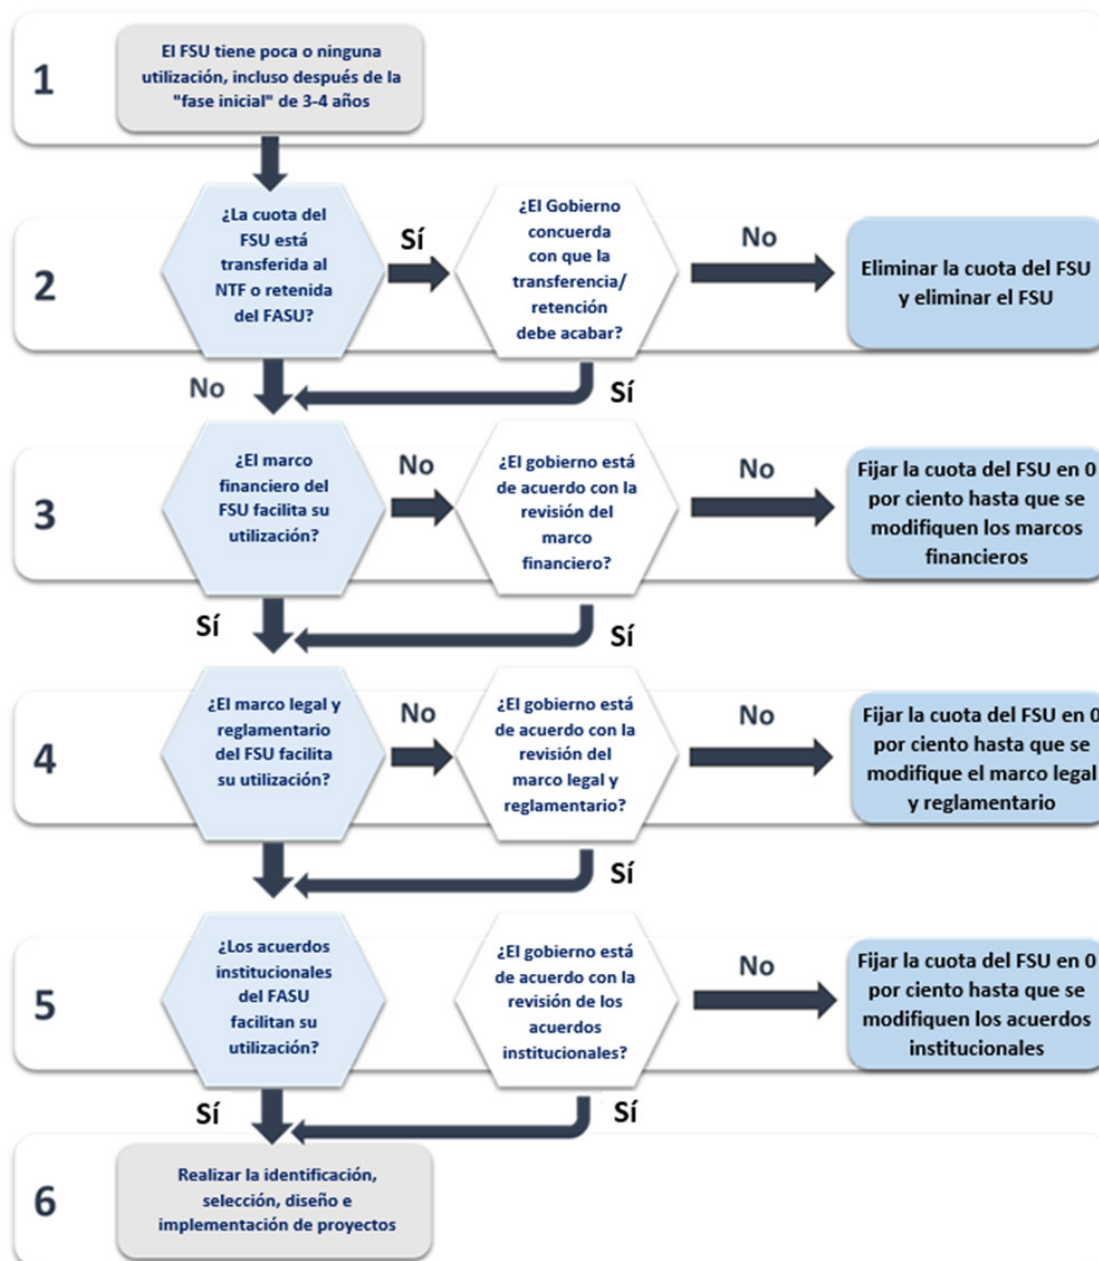 1
El FSU tiene poca o ninguna
utilización, incluso después de la
"fase inicial" de 3-4 años
2
¿La cuota del
FSU está
transferida al
NTF o retenida
del FASU?
Sí
¿El Gobierno
concuerda
con que la
transferencia/
retención
debe acabar?
No
Eliminar la cuota del FSU
y eliminar el FSU
No
Sí
3
¿El marco
financiero del
FSU facilita su
utilización?
No
¿El gobierno está
de acuerdo con la
revisión del
marco
financiero?
No
Fijar la cuota del FSU en 0
por ciento hasta que se
modifiquen los marcos
financieros
Sí
Sí
4
¿El marco legal y
reglamentario
del FSU facilita
su utilización?
No
¿El gobierno está
de acuerdo con la
revisión del
marco legal y
reglamentario?
No
Fijar la cuota del FSU en 0
por ciento hasta que se
modifique el marco legal
y reglamentario
Sí
5
¿Los acuerdos
institucionales
del FASU
facilitan su
utilización?
¿El gobierno está
de acuerdo con la
revisión de los
acuerdos
institucionales?
No
Fijar la cuota del FSU en 0
por ciento hasta que se
modifiquen los acuerdos
institucionales
Sí
Sí
6
Realizar la identificación,
selección, diseño e
implementación de proyectos